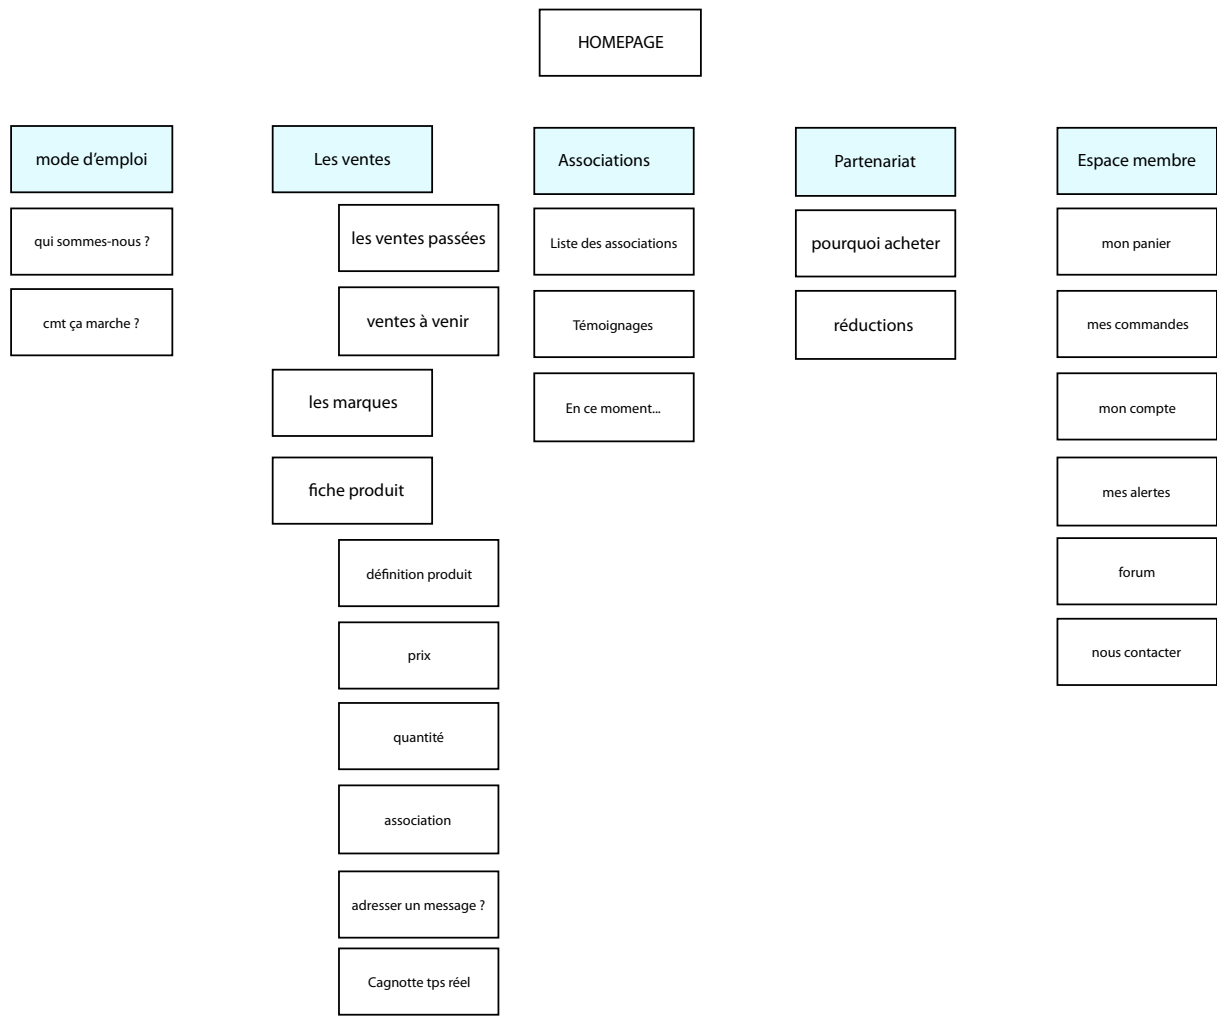 HOMEPAGE
mode d’emploi
qui sommes-nous ?
cmt ça marche ?
Les ventes
les ventes passées
ventes à venir
les marques
fiche produit
définition produit
prix
quantité
association
adresser un message ?
Cagnotte tps réel
Associations
Liste des associations
Témoignages
En ce moment...
Partenariat
pourquoi acheter
réductions
Espace membre
mon panier
mes commandes
mon compte
mes alertes
forum
nous contacter